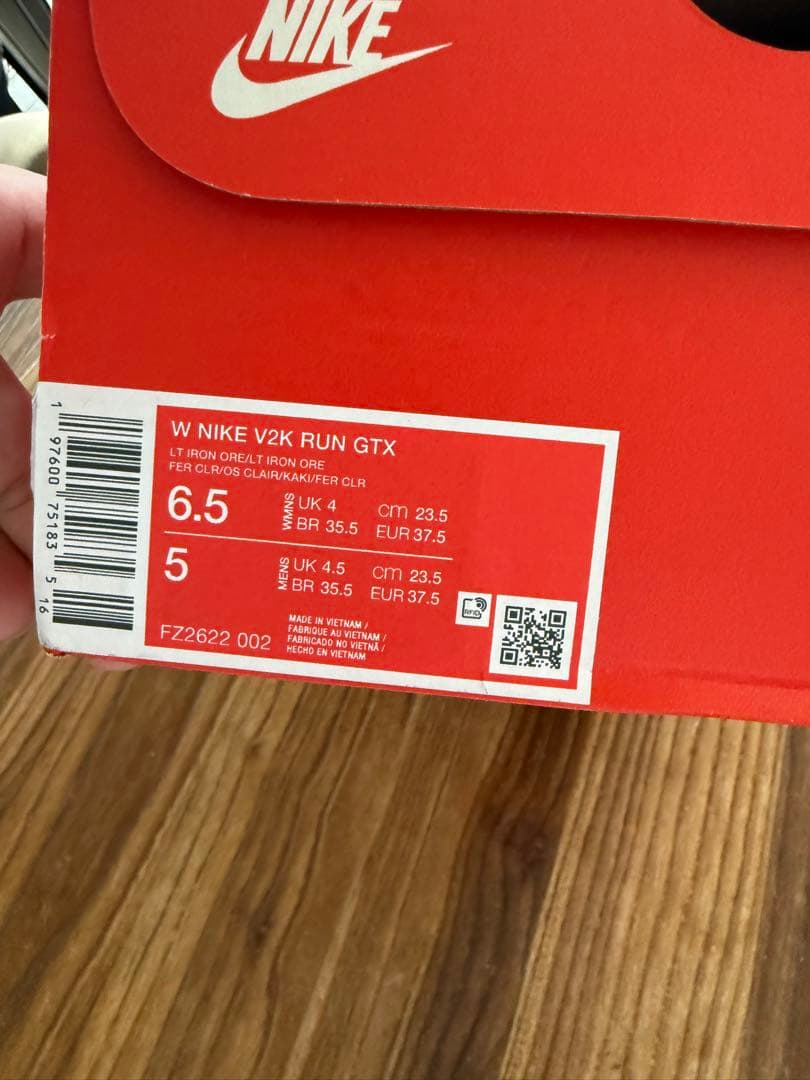 NIKE
1 97600 75183 5 16
W NIKE V2K RUN GTX
LT IRON ORE/LT IRON ORE
FER CLR/OS CLAIR/KAKI/FER CLR
6.5 WMNS UK 4 cm 23.5
BR 35.5 EUR 37.5
5 MENS UK 4.5 cm 23.5
BR 35.5 EUR 37.5
RFID
FZ2622 002
MADE IN VIETNAM /
FABRIQUE AU VIETNAM /
FABRICADO NO VIETNÃ /
HECHO EN VIETNAM